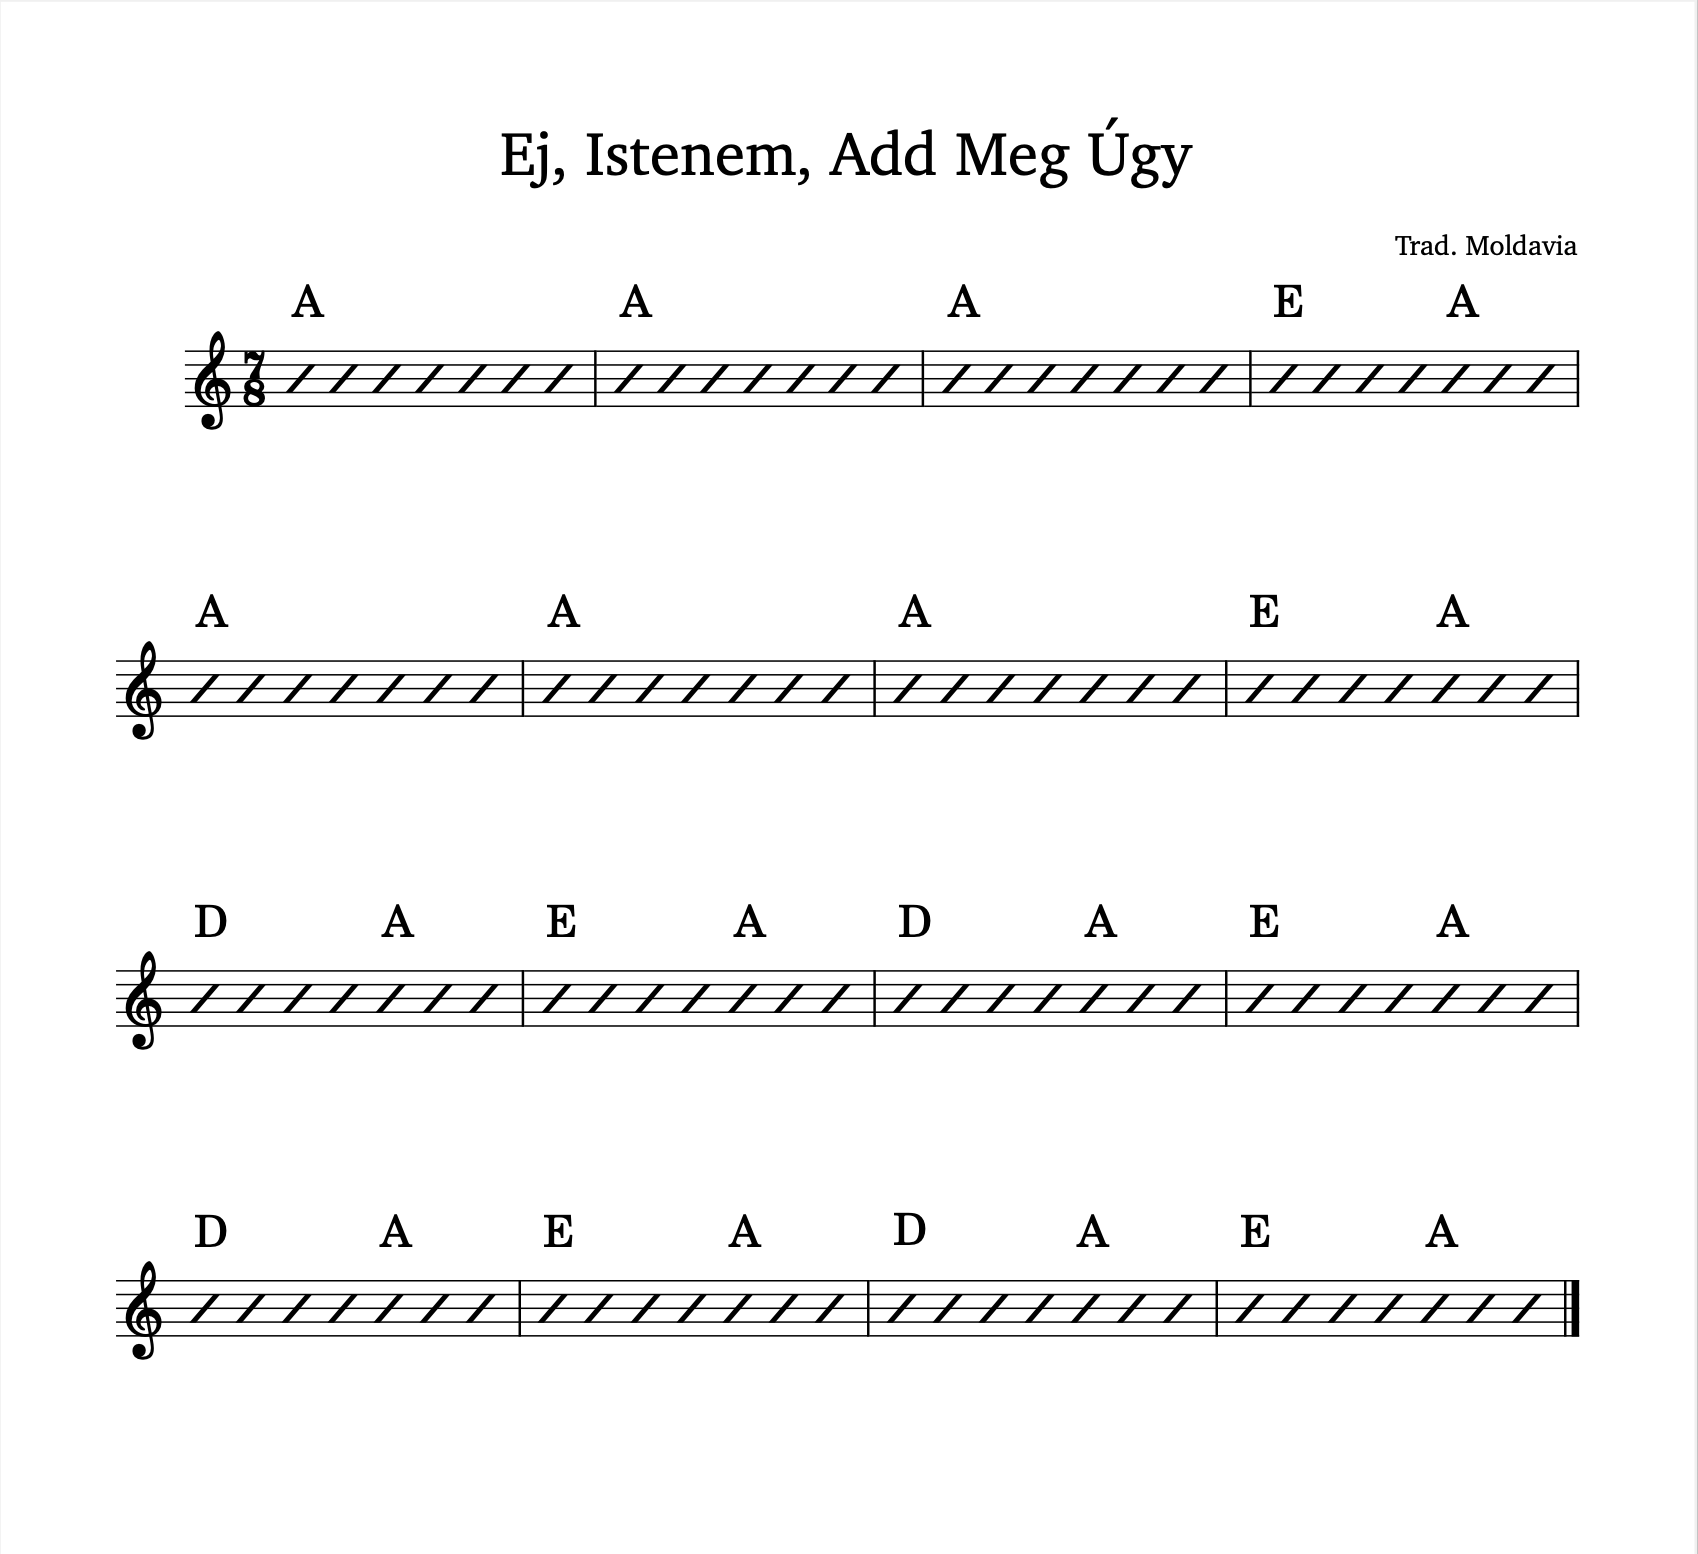 Ej, Istenem, Add Meg Úgy
Trad. Moldavia
A A A E A
7
8
A A A E A
D A E A D A E A
D A E A D A E A